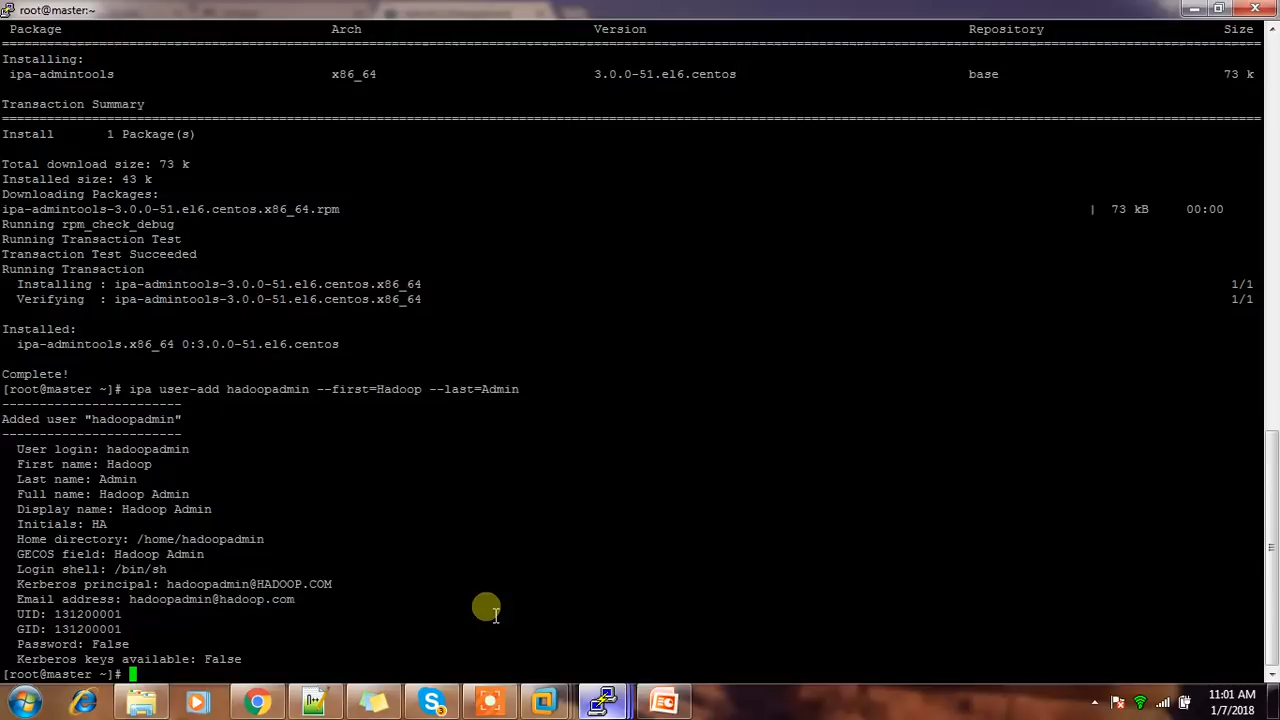 root@master:~
Package Arch Version Repository Size
Installing:
ipa-admintools x86_64 3.0.0-51.el6.centos base 73 k
Transaction Summary
Install 1 Package(s)
Total download size: 73 k
Installed size: 43 k
Downloading Packages:
ipa-admintools-3.0.0-51.el6.centos.x86_64.rpm | 73 kB 00:00
Running rpm_check_debug
Running Transaction Test
Transaction Test Succeeded
Running Transaction
Installing : ipa-admintools-3.0.0-51.el6.centos.x86_64 1/1
Verifying : ipa-admintools-3.0.0-51.el6.centos.x86_64 1/1
Installed:
ipa-admintools.x86_64 0:3.0.0-51.el6.centos
Complete!
[root@master ~]# ipa user-add hadoopadmin --first=Hadoop --last=Admin
------------------------
Added user "hadoopadmin"
------------------------
User login: hadoopadmin
First name: Hadoop
Last name: Admin
Full name: Hadoop Admin
Display name: Hadoop Admin
Initials: HA
Home directory: /home/hadoopadmin
GECOS field: Hadoop Admin
Login shell: /bin/sh
Kerberos principal: hadoopadmin@HADOOP.COM
Email address: hadoopadmin@hadoop.com
UID: 131200001
GID: 131200001
Password: False
Kerberos keys available: False
[root@master ~]#
11:01 AM
1/7/2018